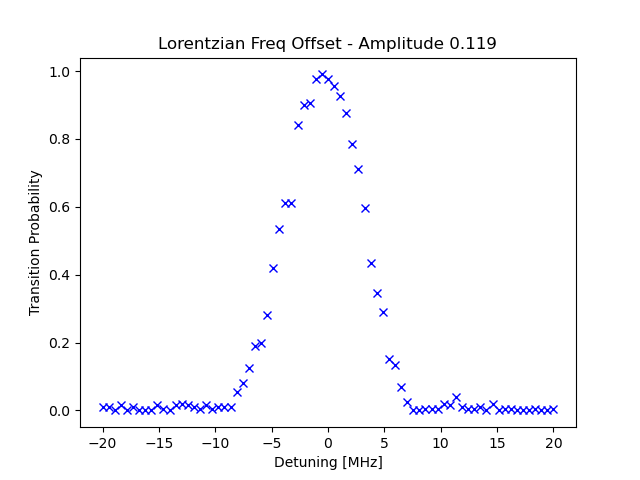 Lorentzian Freq Offset - Amplitude 0.119
1.0
0.8
0.6
0.4
0.2
0.0
Transition Probability
−20 −15 −10 −5 0 5 10 15 20
Detuning [MHz]